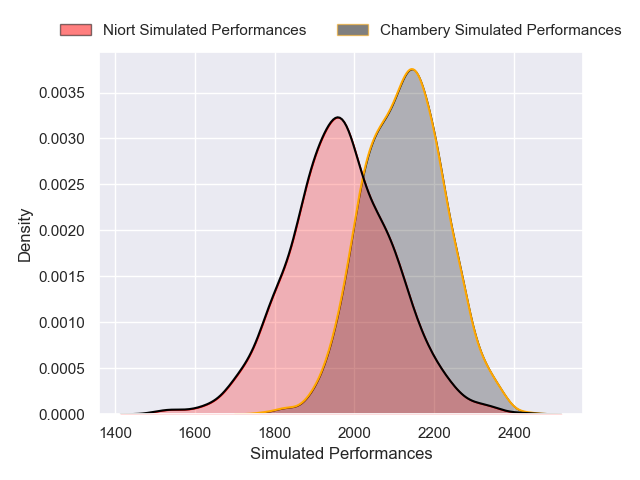 Niort Simulated Performances Chambery Simulated Performances
0.0035
0.0030
0.0025
0.0020
0.0015
0.0010
0.0005
0.0000
Density
1400 1600 1800 2000 2200 2400
Simulated Performances